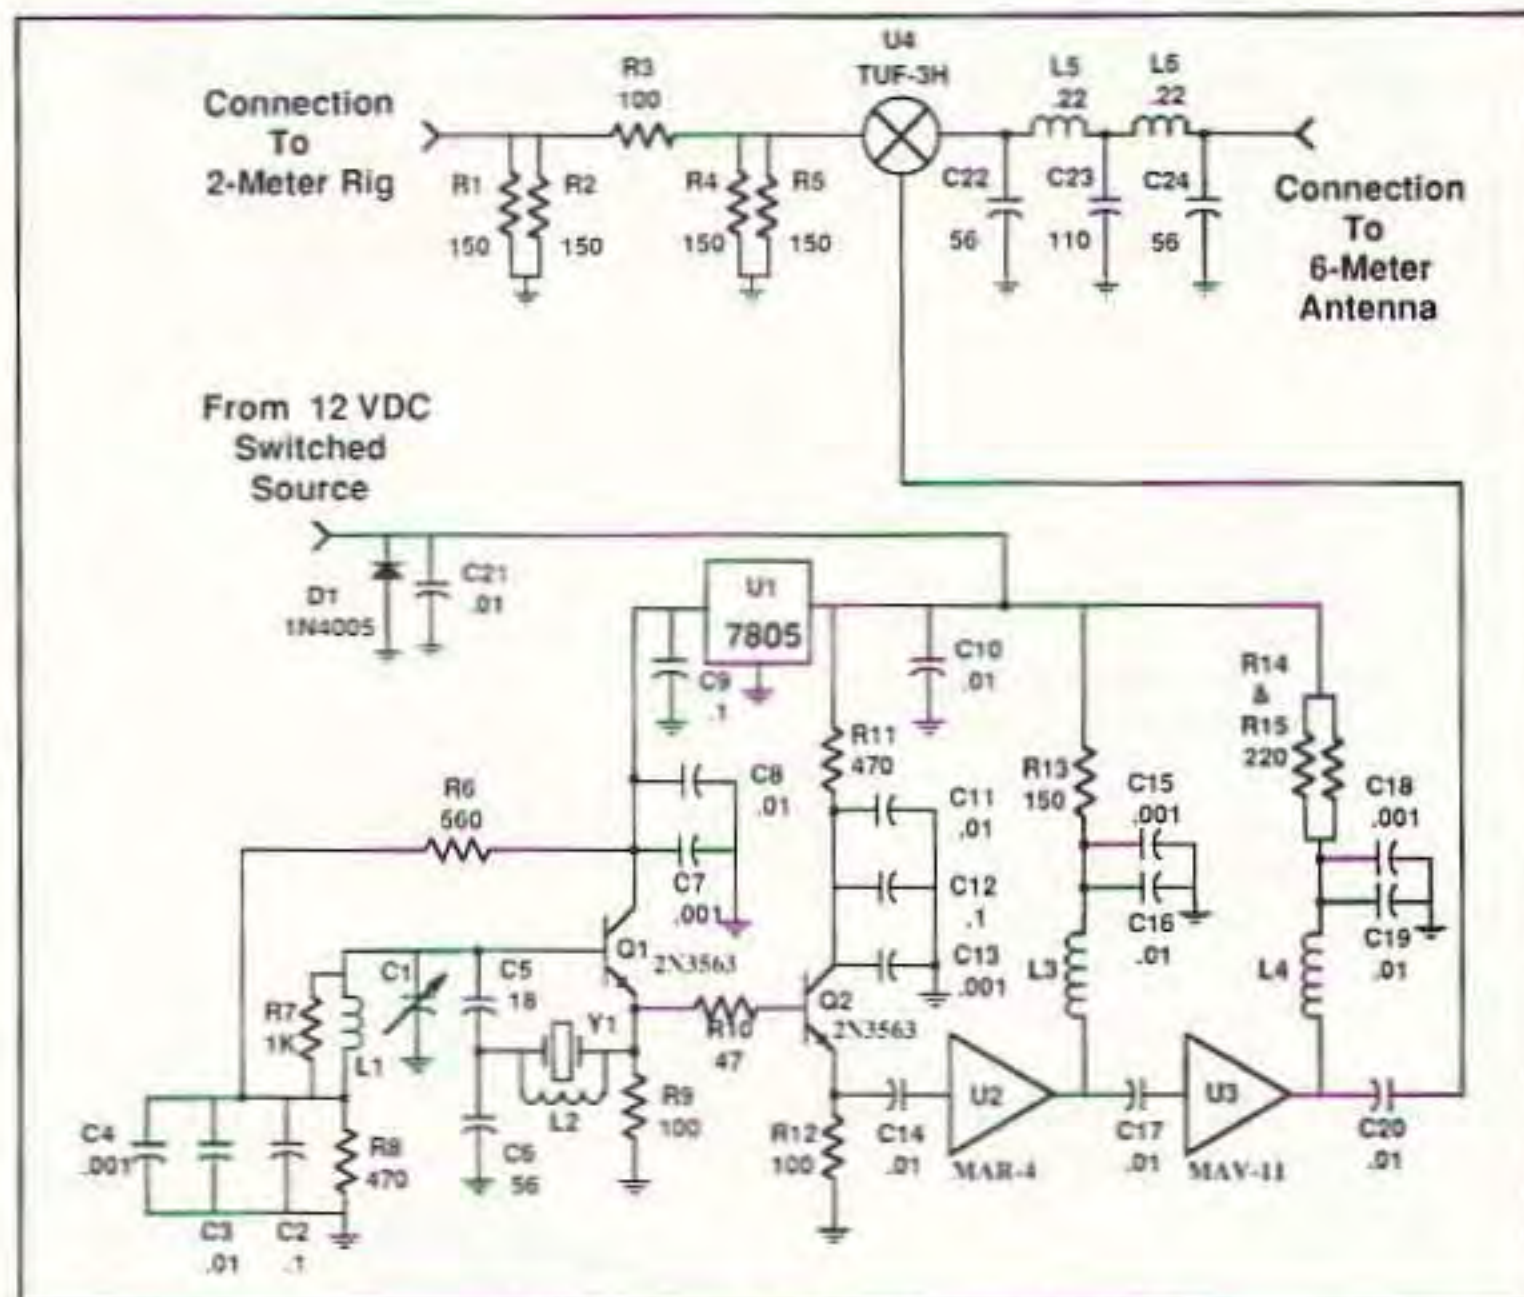 U4
TUF-3H
R3
100
L5
.22
L6
.22
Connection
To
2-Meter Rig
R1
150
R2
150
R4
150
R5
150
C22
56
C23
110
C24
56
Connection
To
6-Meter
Antenna
From 12 VDC
Switched
Source
D1
1N4005
C21
.01
U1
7805
C9
.1
C10
.01
R14
&
R15
220
R11
470
R13
150
C8
.01
C11
.01
C15
.001
C18
.001
R6
560
C7
.001
C12
.1
C16
.01
C19
.01
Q1
2N3563
C13
.001
L3
L4
C1
C5
18
R7
1K
L1
Y1
R10
47
Q2
2N3563
L2
R9
100
U2
MAR-4
U3
MAV-11
C4
.001
R8
470
C6
56
R12
100
C14
.01
C17
.01
C20
.01
C3
.01
C2
.1